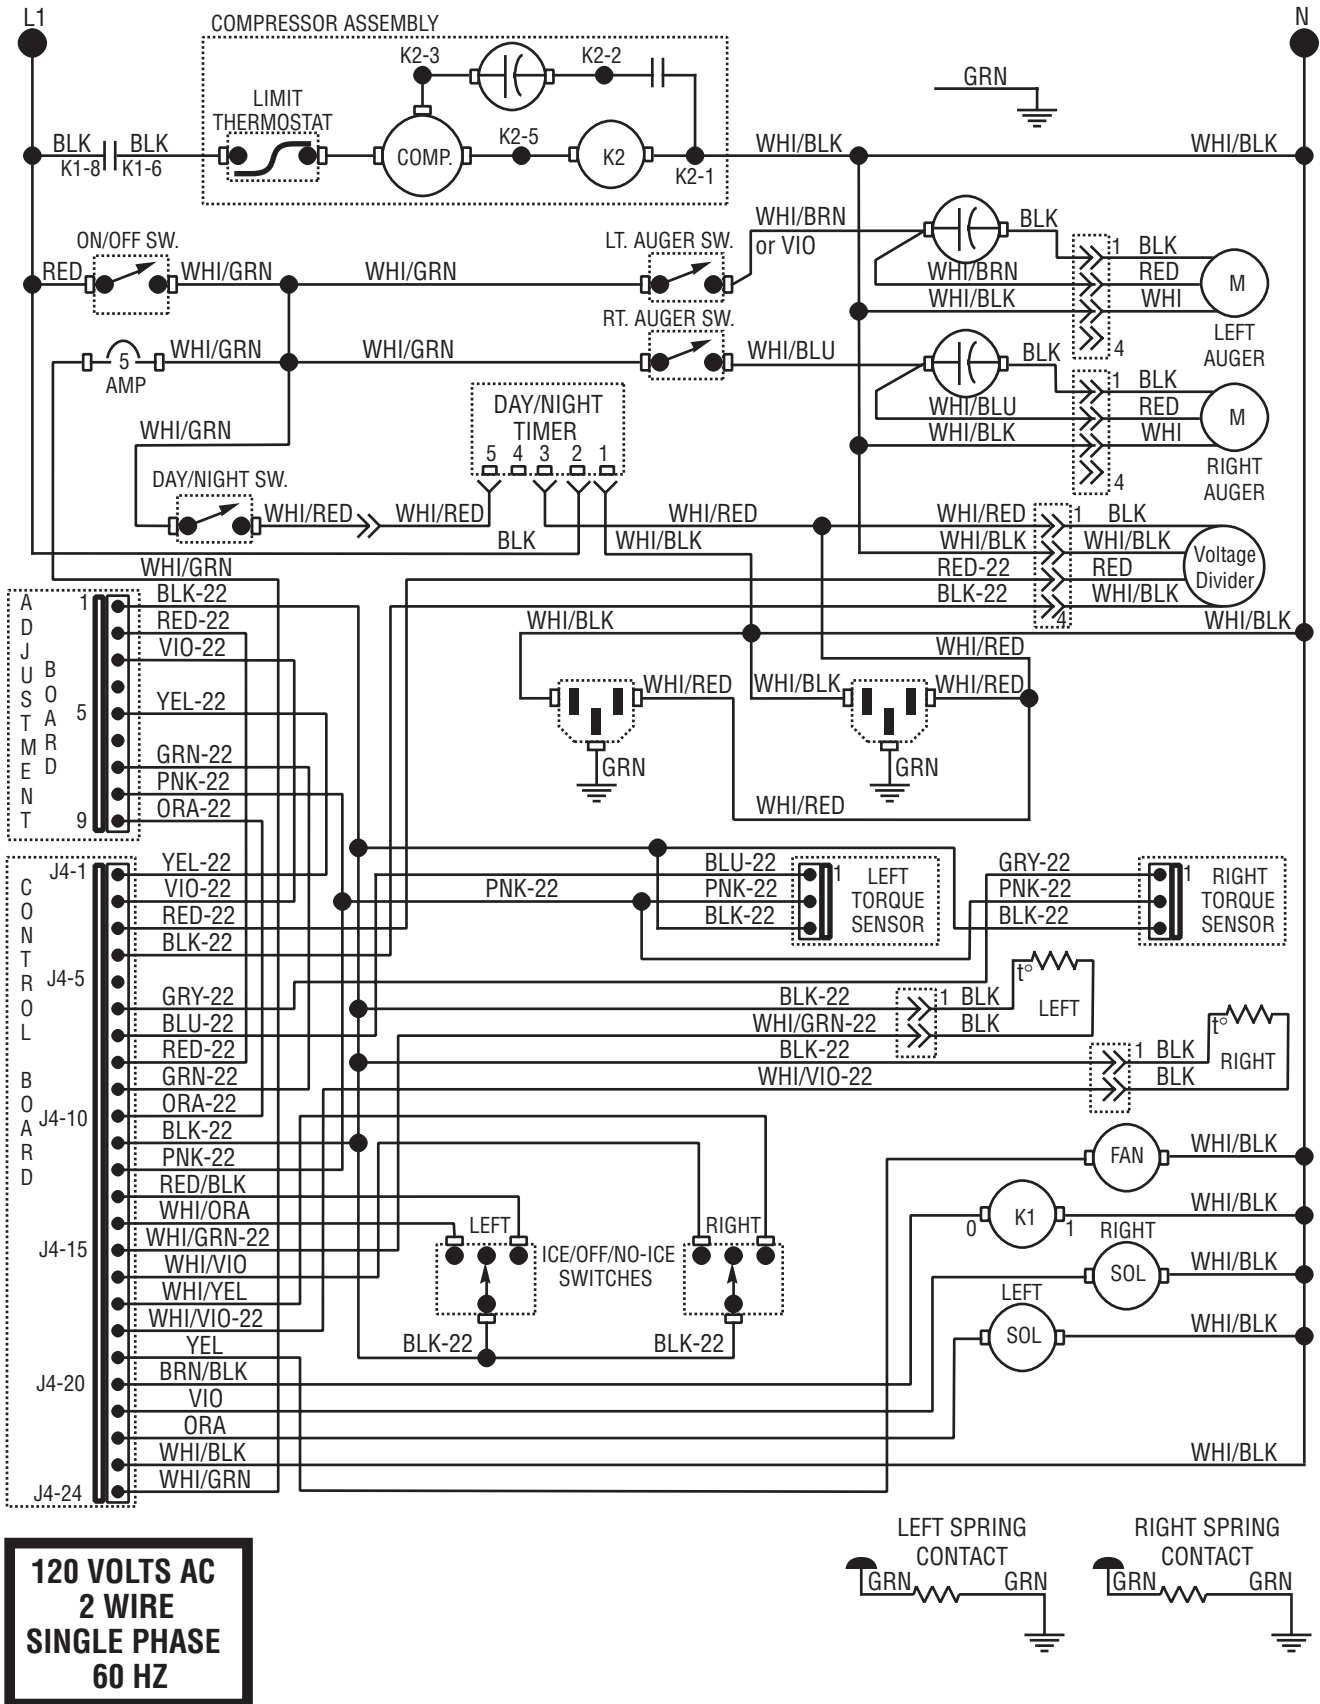 L1
N
COMPRESSOR ASSEMBLY
K2-3
K2-2
GRN
LIMIT
THERMOSTAT
BLK
BLK
K1-8
K1-6
COMP.
K2-5
K2
K2-1
WHI/BLK
WHI/BLK
ON/OFF SW.
LT. AUGER SW.
WHI/BRN
or VIO
BLK
RED
WHI/GRN
WHI/GRN
WHI/BRN
WHI/BLK
1
BLK
RED
WHI
4
M
LEFT
AUGER
RT. AUGER SW.
5
AMP
WHI/GRN
WHI/GRN
WHI/BLU
BLK
WHI/BLU
WHI/BLK
1
BLK
RED
WHI
4
M
RIGHT
AUGER
DAY/NIGHT
TIMER
5 4 3 2 1
WHI/GRN
DAY/NIGHT SW.
WHI/RED
WHI/RED
WHI/RED
WHI/RED
1
BLK
BLK
WHI/BLK
WHI/BLK
WHI/BLK
RED-22
RED
BLK-22
WHI/BLK
4
Voltage
Divider
WHI/GRN
ADJUSTMENT
BOARD
1
5
9
BLK-22
RED-22
VIO-22
YEL-22
GRN-22
PNK-22
ORA-22
WHI/BLK
WHI/BLK
WHI/RED
WHI/RED
WHI/BLK
WHI/RED
GRN
GRN
WHI/RED
CONTROL BOARD
J4-1
J4-5
J4-10
J4-15
J4-20
J4-24
YEL-22
VIO-22
RED-22
BLK-22
GRY-22
BLU-22
RED-22
GRN-22
ORA-22
BLK-22
PNK-22
RED/BLK
WHI/ORA
WHI/GRN-22
WHI/VIO
WHI/YEL
WHI/VIO-22
YEL
BRN/BLK
VIO
ORA
WHI/BLK
WHI/GRN
PNK-22
BLU-22
PNK-22
BLK-22
1
LEFT
TORQUE
SENSOR
GRY-22
PNK-22
BLK-22
1
RIGHT
TORQUE
SENSOR
BLK-22
1
BLK
t°
LEFT
WHI/GRN-22
BLK
BLK-22
1
BLK
t°
RIGHT
WHI/VIO-22
BLK
FAN
WHI/BLK
0
K1
1
WHI/BLK
RIGHT
SOL
WHI/BLK
LEFT
SOL
WHI/BLK
LEFT
RIGHT
ICE/OFF/NO-ICE
SWITCHES
BLK-22
BLK-22
WHI/BLK
120 VOLTS AC
2 WIRE
SINGLE PHASE
60 HZ
LEFT SPRING
CONTACT
GRN
GRN
RIGHT SPRING
CONTACT
GRN
GRN